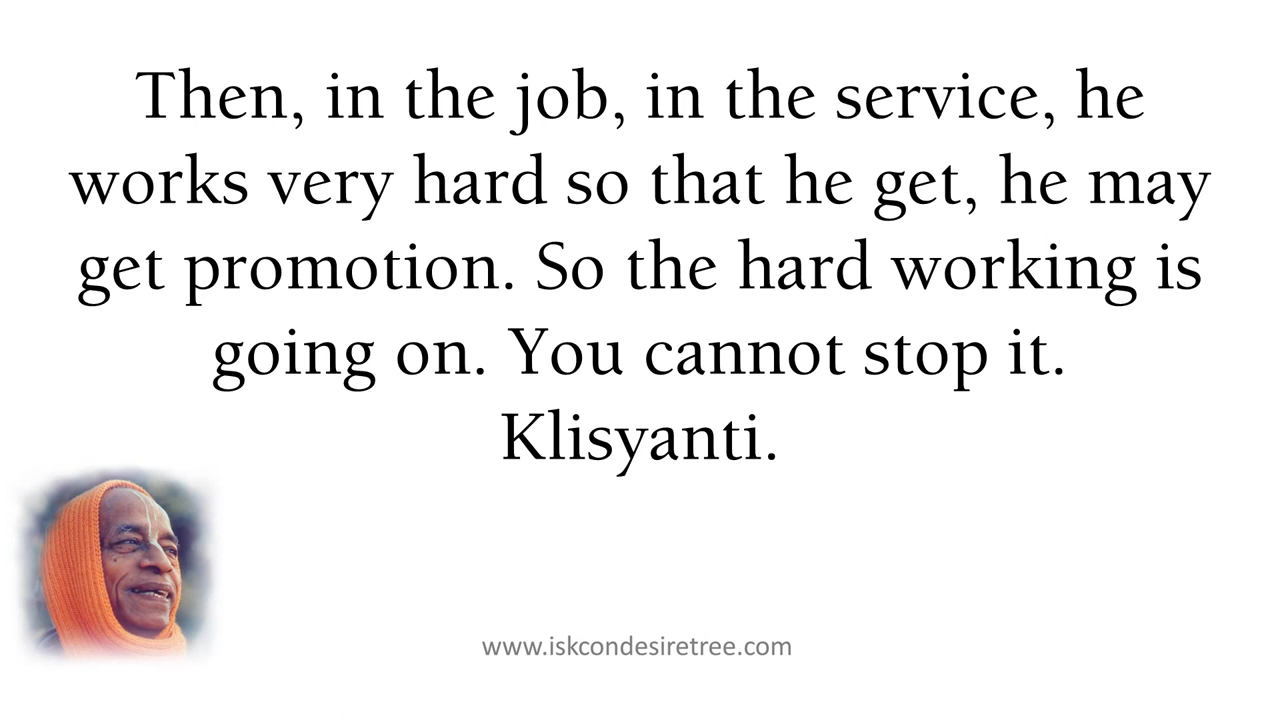 Then, in the job, in the service, he
works very hard so that he get, he may
get promotion. So the hard working is
going on. You cannot stop it.
Klisyanti.
www.iskcondesiretree.com